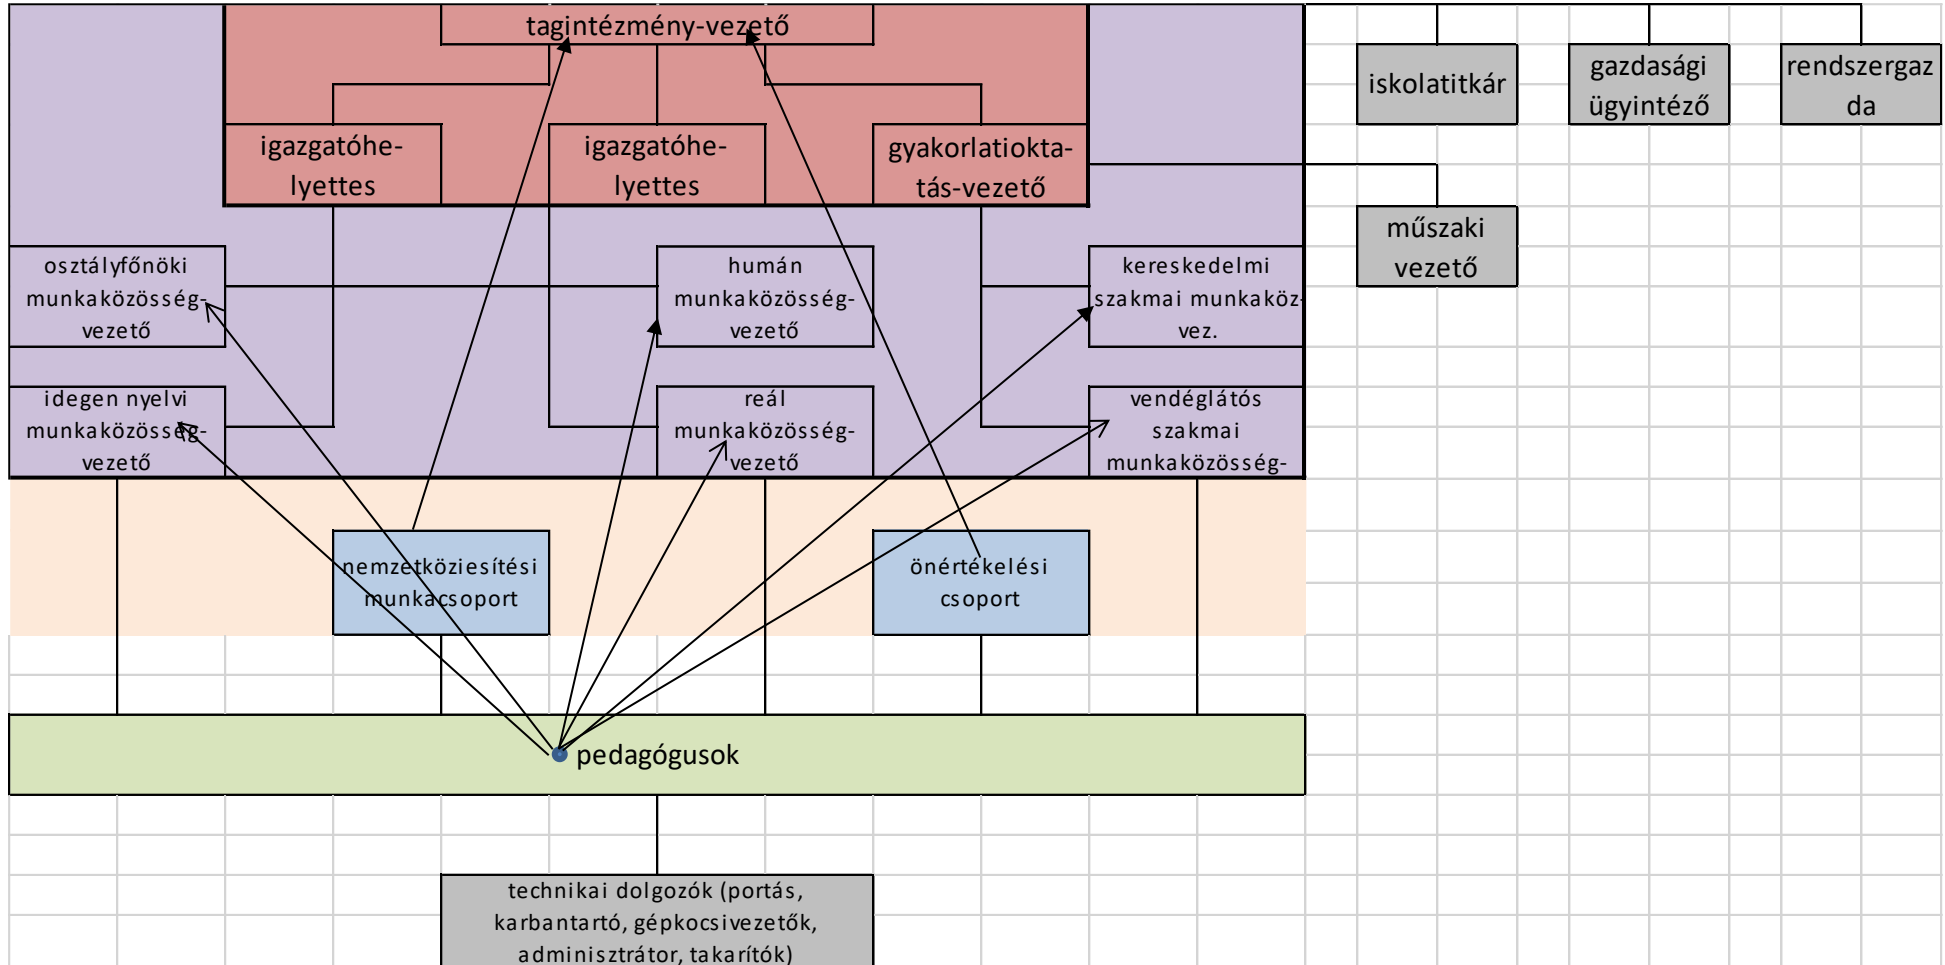 tagintézmény-vezető
iskolatitkár
gazdasági
ügyintéző
rendszergaz
da
igazgatóhe-
lyettes
igazgatóhe-
lyettes
gyakorlatiokta-
tás-vezető
műszaki
vezető
osztályfőnöki
munkaközösség-
vezető
humán
munkaközösség-
vezető
kereskedelmi
szakmai munkaköz-
vez.
idegen nyelvi
munkaközösség-
vezető
reál
munkaközösség-
vezető
vendéglátós
szakmai
munkaközösség-
nemzetköziesítési
munkacsoport
önértékelési
csoport
pedagógusok
technikai dolgozók (portás,
karbantartó, gépkocsivezetők,
adminisztrátor, takarítók)